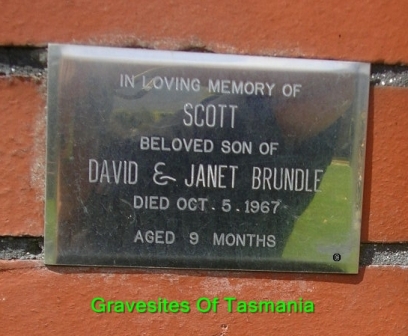 IN LOVING MEMORY OF
SCOTT
BELOVED SON OF
DAVID & JANET BRUNDLE
DIED OCT. 5. 1967
AGED 9 MONTHS
Gravesites Of Tasmania